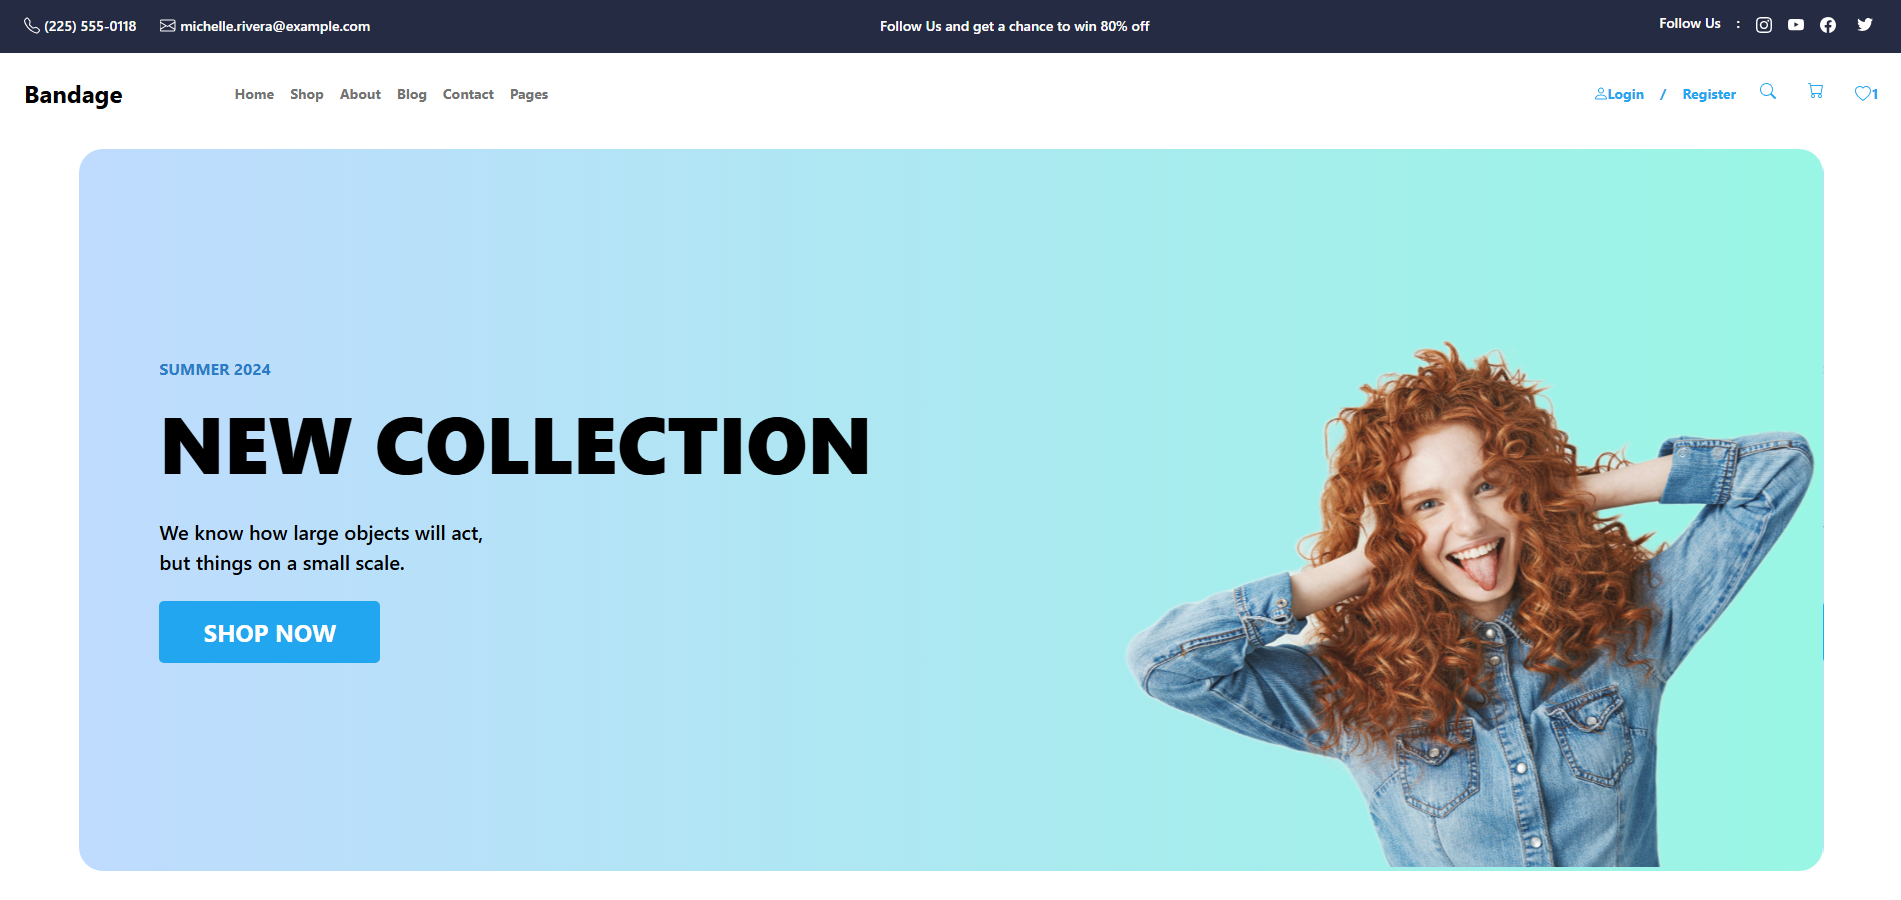 (225) 555-0118 michelle.rivera@example.com Follow Us and get a chance to win 80% off Follow Us :
Bandage Home Shop About Blog Contact Pages Login / Register 1
SUMMER 2024
NEW COLLECTION
We know how large objects will act,
but things on a small scale.
SHOP NOW